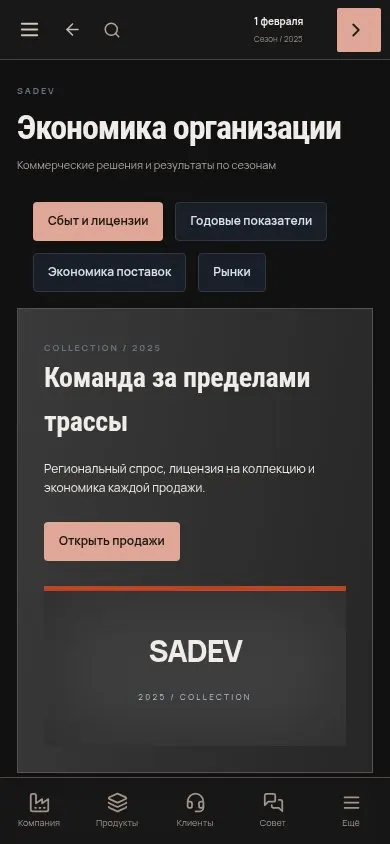 1 февраля
Сезон / 2025
SADEV
Экономика организации
Коммерческие решения и результаты по сезонам
Сбыт и лицензии
Годовые показатели
Экономика поставок
Рынки
COLLECTION / 2025
Команда за пределами
трассы
Региональный спрос, лицензия на коллекцию и
экономика каждой продажи.
Открыть продажи
SADEV
2025 / COLLECTION
Компания
Продукты
Клиенты
Совет
Ещё